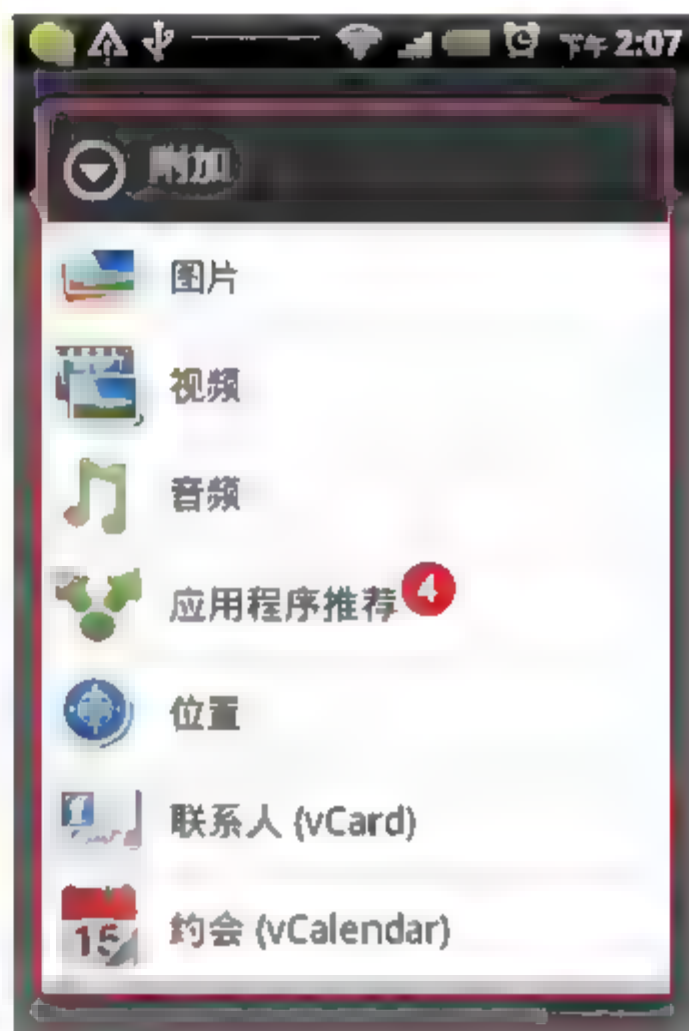 下午 2:07
附加
图片
视频
音频
应用程序推荐 4
位置
联系人 (vCard)
15
约会 (vCalendar)